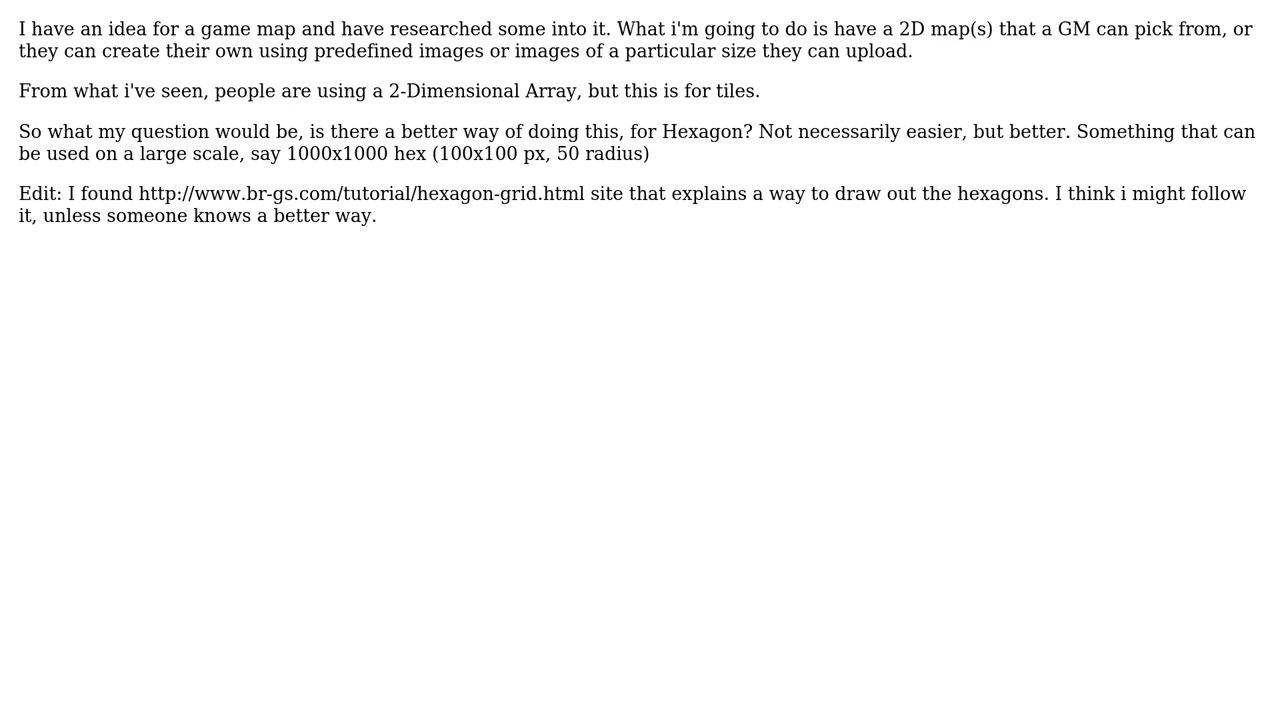 I have an idea for a game map and have researched some into it. What i'm going to do is have a 2D map(s) that a GM can pick from, or
they can create their own using predefined images or images of a particular size they can upload.
From what i've seen, people are using a 2-Dimensional Array, but this is for tiles.
So what my question would be, is there a better way of doing this, for Hexagon? Not necessarily easier, but better. Something that can
be used on a large scale, say 1000x1000 hex (100x100 px, 50 radius)
Edit: I found http://www.br-gs.com/tutorial/hexagon-grid.html site that explains a way to draw out the hexagons. I think i might follow
it, unless someone knows a better way.